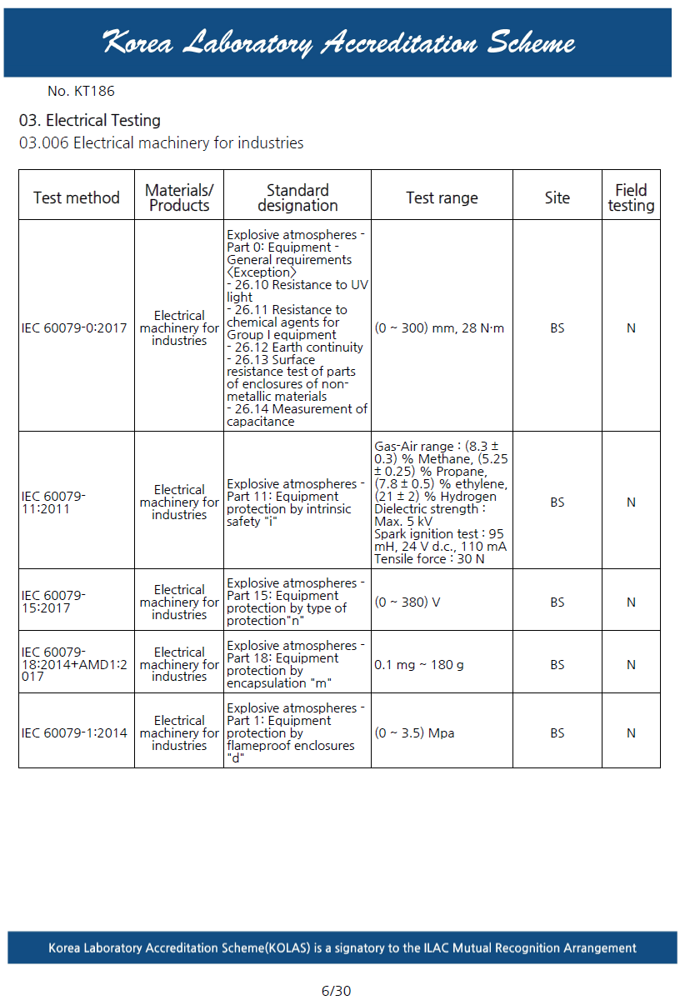 Korea Laboratory Accreditation Scheme
No. KT186
03. Electrical Testing
03.006 Electrical machinery for industries
Test method
Materials/
Products
Standard
designation
Test range
Site
Field
testing
IEC 60079-0:2017
Electrical
machinery for
industries
Explosive atmospheres -
Part 0: Equipment -
General requirements
〈Exception〉
- 26.10 Resistance to UV
light
- 26.11 Resistance to
chemical agents for
Group I equipment
- 26.12 Earth continuity
- 26.13 Surface
resistance test of parts
of enclosures of non-
metallic materials
- 26.14 Measurement of
capacitance
(0 ~ 300) mm, 28 N·m
BS
N
IEC 60079-
11:2011
Electrical
machinery for
industries
Explosive atmospheres -
Part 11: Equipment
protection by intrinsic
safety "i"
Gas-Air range : (8.3 ±
0.3) % Methane, (5.25
± 0.25) % Propane,
(7.8 ± 0.5) % ethylene,
(21 ± 2) % Hydrogen
Dielectric strength :
Max. 5 kV
Spark ignition test : 95
mH, 24 V d.c., 110 mA
Tensile force : 30 N
BS
N
IEC 60079-
15:2017
Electrical
machinery for
industries
Explosive atmospheres -
Part 15: Equipment
protection by type of
protection"n"
(0 ~ 380) V
BS
N
IEC 60079-
18:2014+AMD1:2
017
Electrical
machinery for
industries
Explosive atmospheres -
Part 18: Equipment
protection by
encapsulation "m"
0.1 mg ~ 180 g
BS
N
IEC 60079-1:2014
Electrical
machinery for
industries
Explosive atmospheres -
Part 1: Equipment
protection by
flameproof enclosures
"d"
(0 ~ 3.5) Mpa
BS
N
Korea Laboratory Accreditation Scheme(KOLAS) is a signatory to the ILAC Mutual Recognition Arrangement
6/30